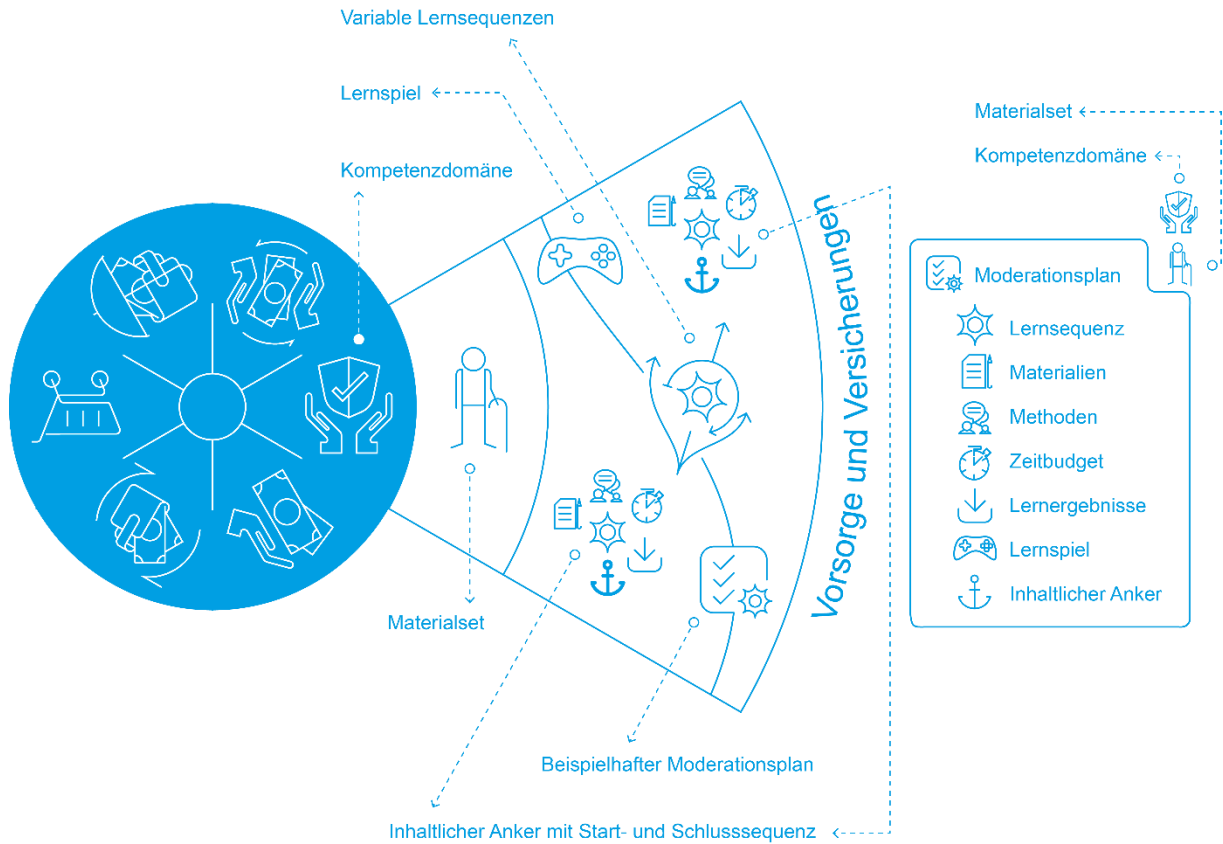 Variable Lernsequenzen
Lernspiel
Kompetenzdomäne
Materialset
Beispielhafter Moderationsplan
Inhaltlicher Anker mit Start- und Schlusssequenz
Vorsorge und Versicherungen
Materialset
Kompetenzdomäne
Moderationsplan
Lernsequenz
Materialien
Methoden
Zeitbudget
Lernergebnisse
Lernspiel
Inhaltlicher Anker